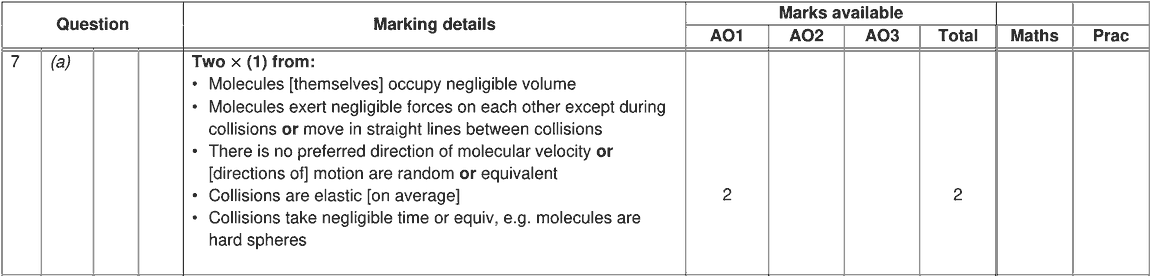 Question Marking details Marks available
AO1 AO2 AO3 Total Maths Prac
7 (a) Two × (1) from:
• Molecules [themselves] occupy negligible volume
• Molecules exert negligible forces on each other except during
collisions or move in straight lines between collisions
• There is no preferred direction of molecular velocity or
[directions of] motion are random or equivalent
• Collisions are elastic [on average] 2 2
• Collisions take negligible time or equiv, e.g. molecules are
hard spheres